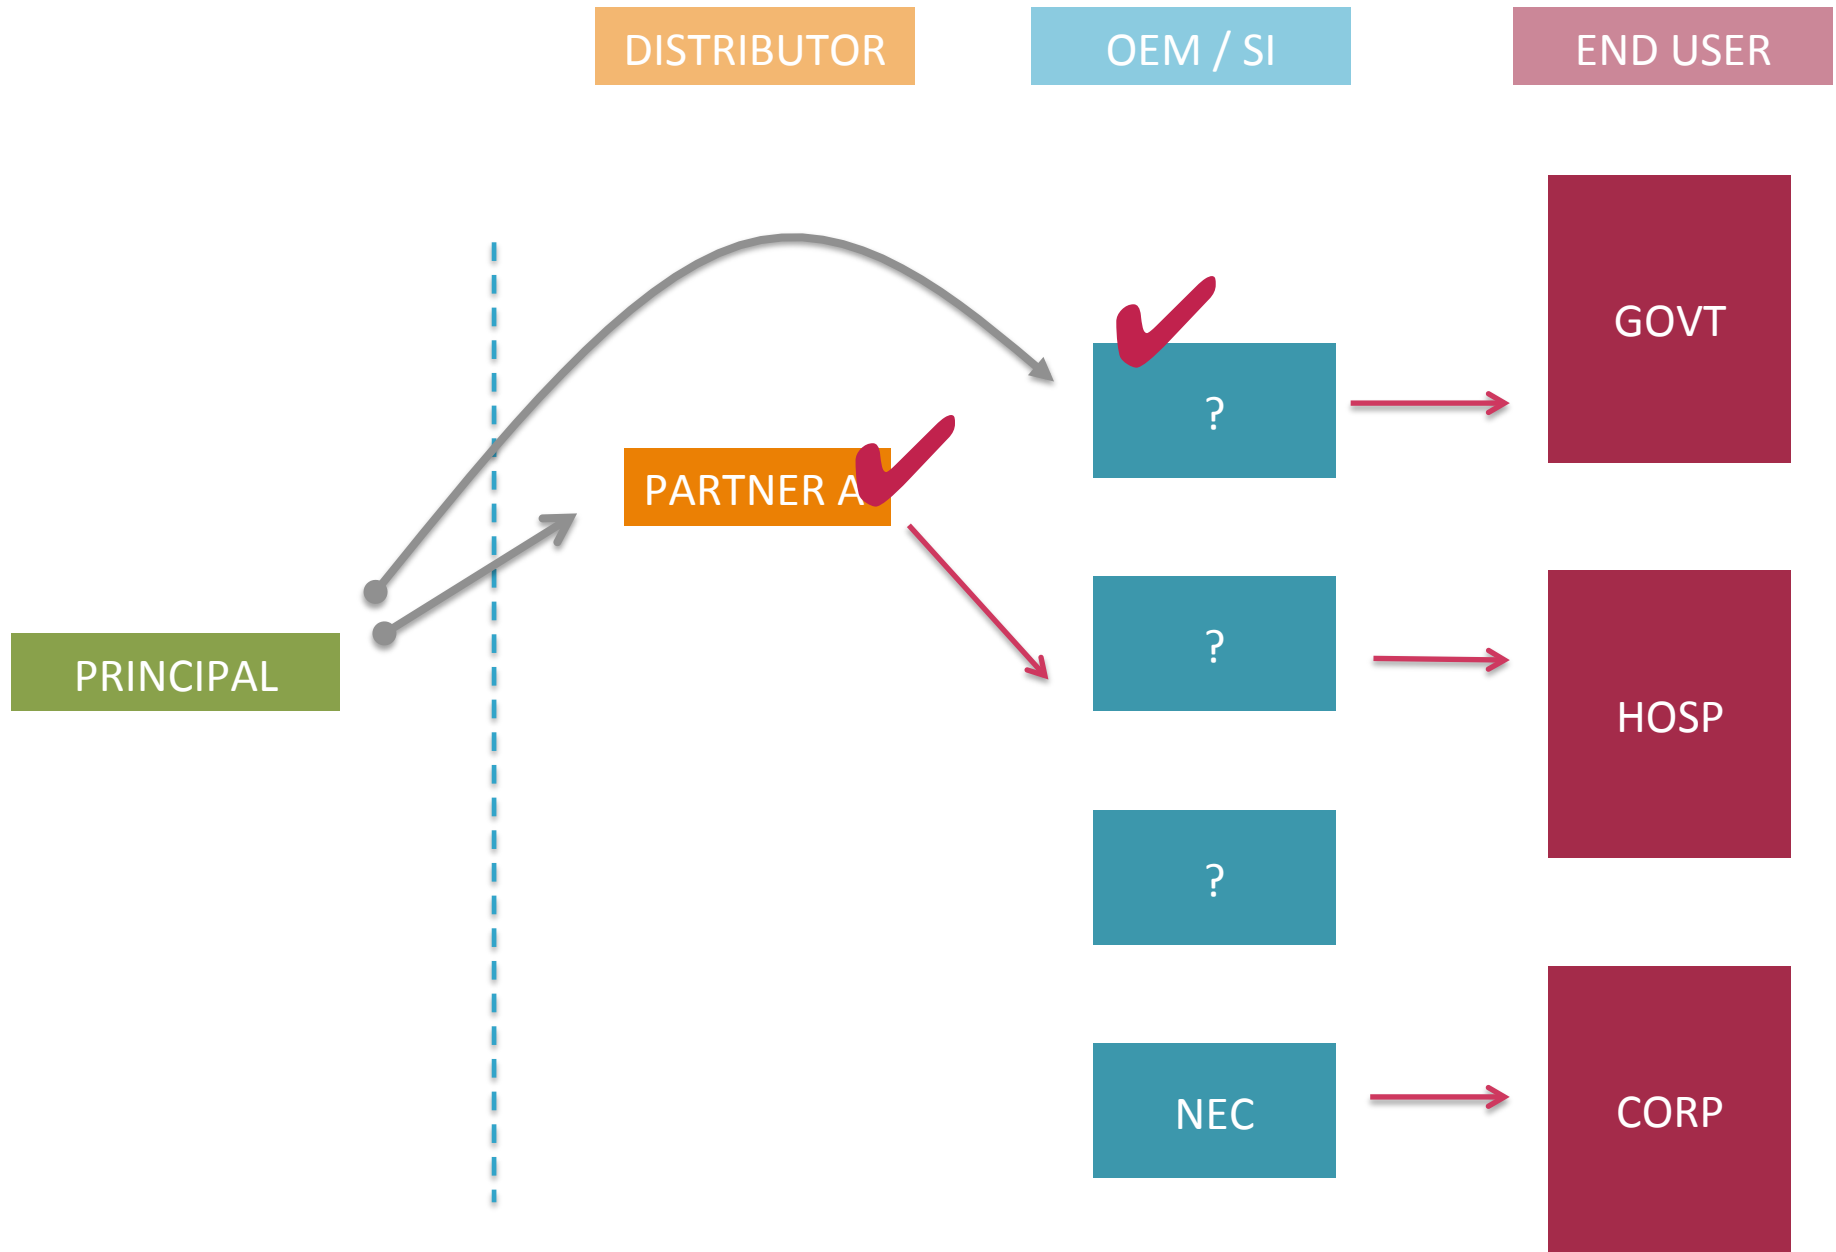 DISTRIBUTOR
OEM / SI
END USER
GOVT
?
PARTNER A
?
PRINCIPAL
HOSP
?
NEC
CORP